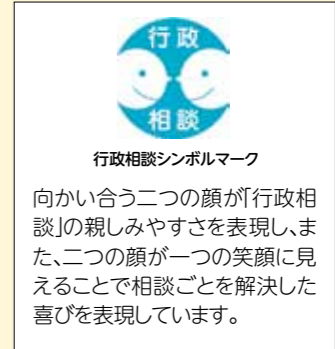 行政
相談
行政相談シンボルマーク
向かい合う二つの顔が「行政相
談」の親しみやすさを表現し、ま
た、二つの顔が一つの笑顔に見
えることで相談ごとを解決した
喜びを表現しています。